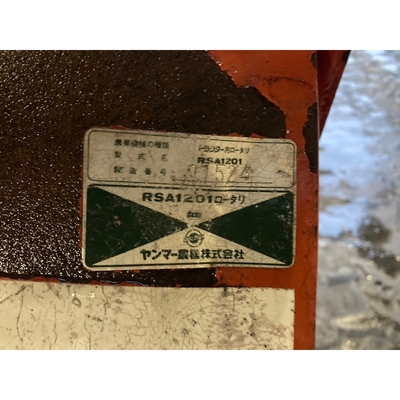 農業機械の種類 トラクター用ロータリ
型式名 RSA1201
製造番号 01524
RSA1201ロータリ
ヤンマー農機株式会社